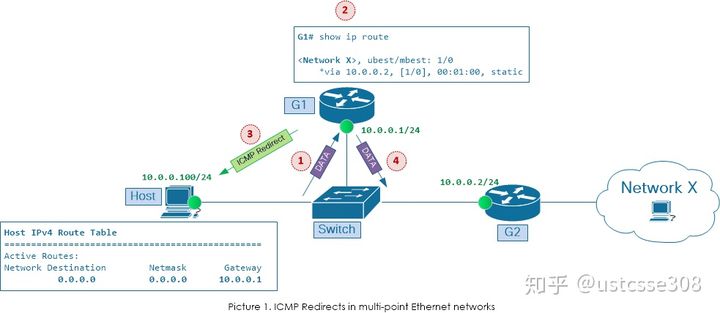 2
G1# show ip route
<Network X>, ubest/mbest: 1/0
*via 10.0.0.2, [1/0], 00:01:00, static
G1
10.0.0.1/24
3
ICMP Redirect
1
DATA
DATA
4
10.0.0.100/24
Host
10.0.0.2/24
Network X
Switch
G2
Host IPv4 Route Table
================================================
Active Routes:
Network Destination Netmask Gateway
0.0.0.0 0.0.0.0 10.0.0.1
知乎 @ustcsse308
Picture 1. ICMP Redirects in multi-point Ethernet networks